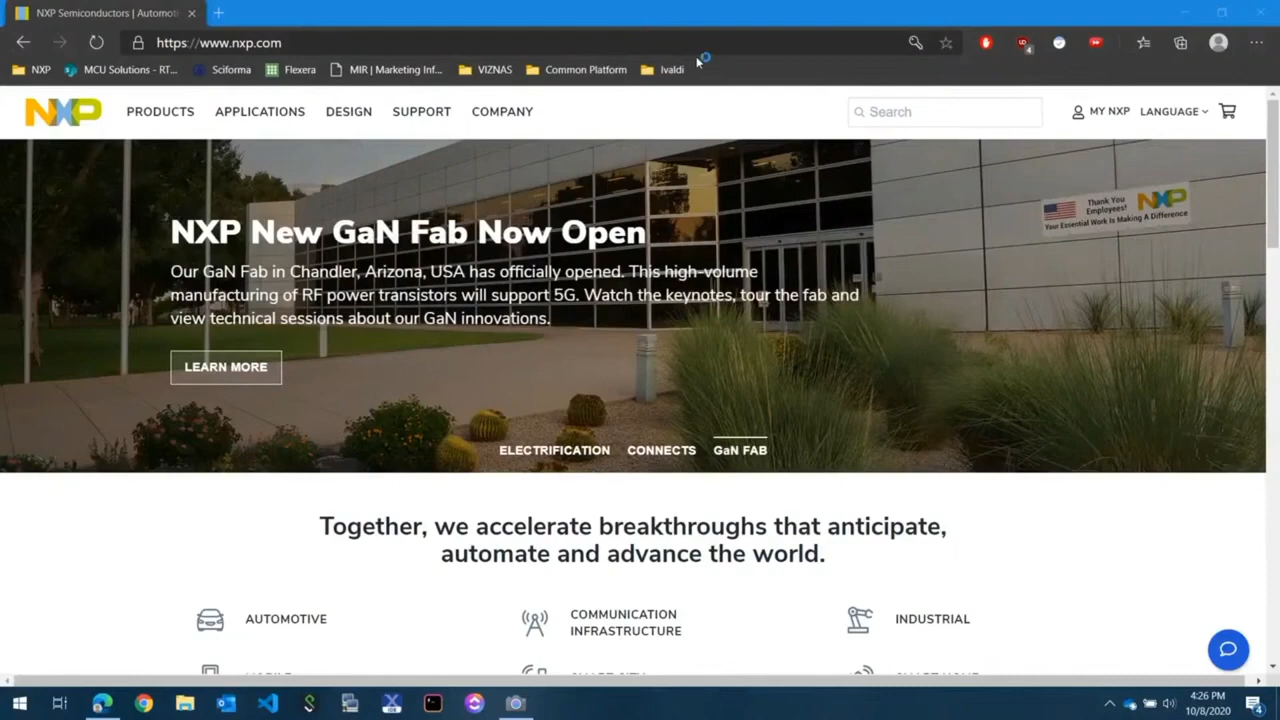 NXP Semiconductors | Automoti
https://www.nxp.com
NXP MCU Solutions - RT... Sciforma Flexera MIR | Marketing Inf... VIZNAS Common Platform Ivaldi
NXP PRODUCTS APPLICATIONS DESIGN SUPPORT COMPANY Search MY NXP LANGUAGE
Thank You
Employees!
NXP
Your Essential Work Is Making A Difference
NXP New GaN Fab Now Open
Our GaN Fab in Chandler, Arizona, USA has officially opened. This high-volume
manufacturing of RF power transistors will support 5G. Watch the keynotes, tour the fab and
view technical sessions about our GaN innovations.
LEARN MORE
ELECTRIFICATION CONNECTS GaN FAB
Together, we accelerate breakthroughs that anticipate,
automate and advance the world.
AUTOMOTIVE
COMMUNICATION
INFRASTRUCTURE
INDUSTRIAL
4:26 PM
10/8/2020